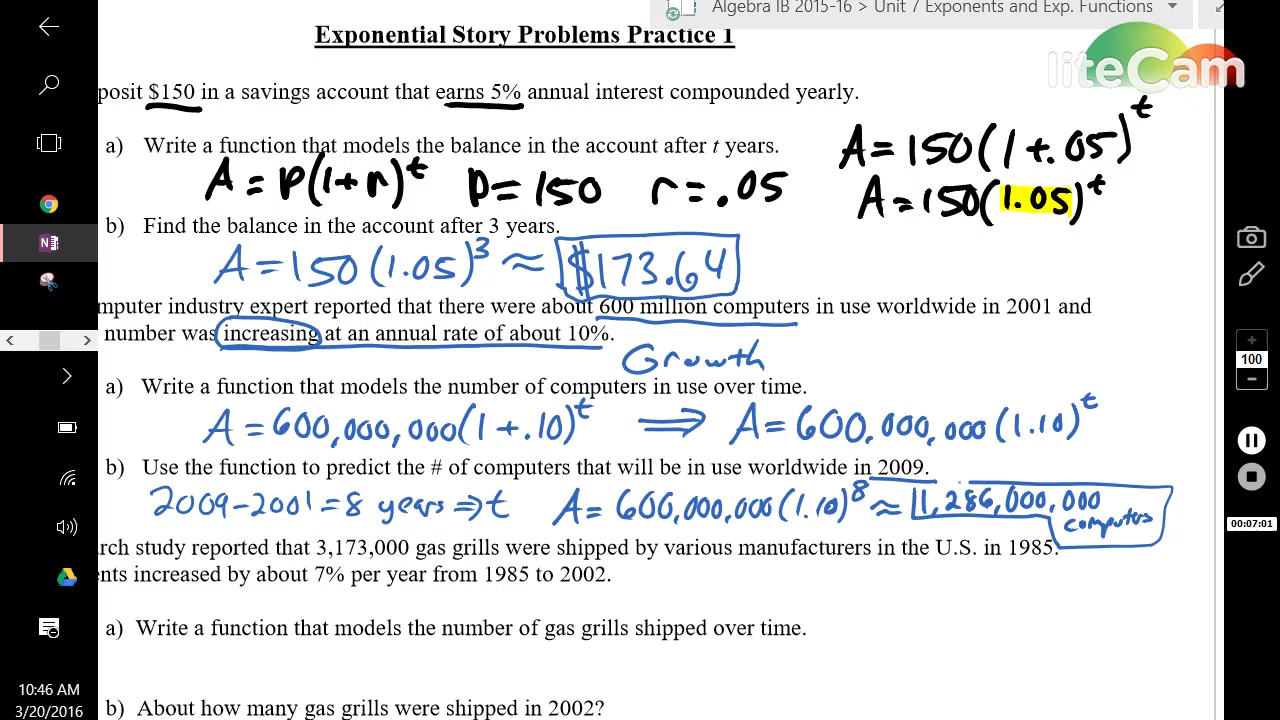 Algebra IB 2015-16 > Unit 7 Exponents and Exp. Functions
liteCam
Exponential Story Problems Practice 1
posit $150 in a savings account that earns 5% annual interest compounded yearly.
a) Write a function that models the balance in the account after t years.
A = P(1+r)^t P = 150 r = .05
A = 150(1+.05)^t
A = 150(1.05)^t
b) Find the balance in the account after 3 years.
A = 150(1.05)^3 ≈ $173.64
mputer industry expert reported that there were about 600 million computers in use worldwide in 2001 and
number was increasing at an annual rate of about 10%.
Growth
a) Write a function that models the number of computers in use over time.
A = 600,000,000(1+.10)^t ⟹ A = 600,000,000(1.10)^t
b) Use the function to predict the # of computers that will be in use worldwide in 2009.
2009-2001=8 years ⇒ t A = 600,000,000(1.10)^8 ≈ 1,286,000,000
computers
rch study reported that 3,173,000 gas grills were shipped by various manufacturers in the U.S. in 1985.
ents increased by about 7% per year from 1985 to 2002.
a) Write a function that models the number of gas grills shipped over time.
b) About how many gas grills were shipped in 2002?
100
00:07:01
10:46 AM
3/20/2016